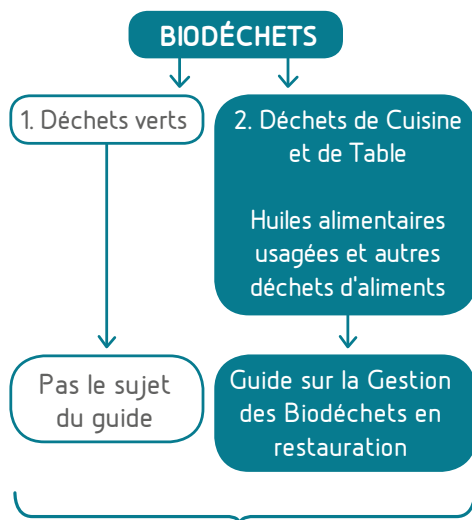 BIODÉCHETS
1. Déchets verts
2. Déchets de Cuisine
et de Table
Huiles alimentaires
usagées et autres
déchets d'aliments
Pas le sujet
du guide
Guide sur la Gestion
des Biodéchets en
restauration